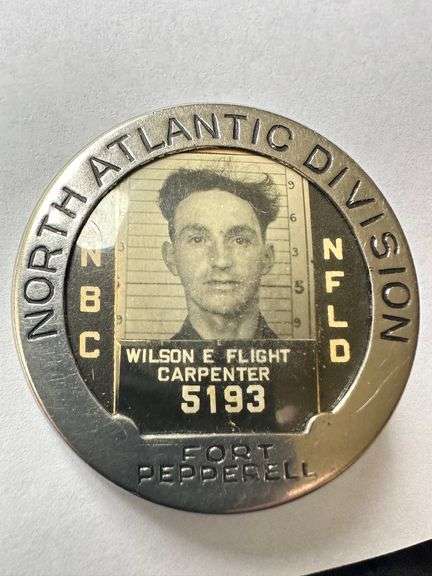 NORTH ATLANTIC DIVISION
NBC
NFLD
WILSON E FLIGHT
CARPENTER
5193
FORT
PEPPERELL